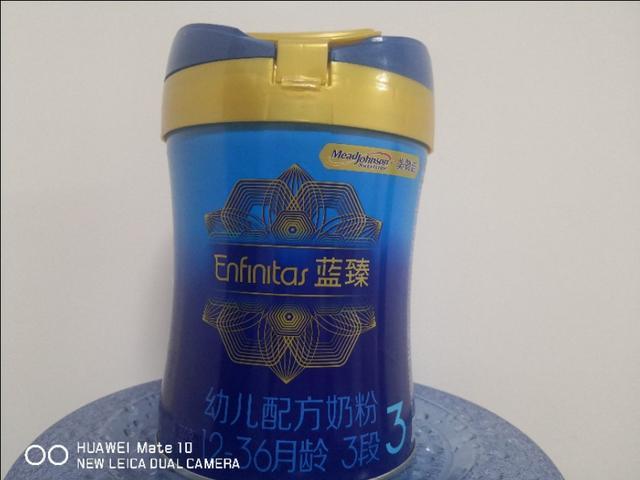 MeadJohnson 美赞臣
NUTRITION
Enfinitas 蓝臻
幼儿配方奶粉
12-36月龄 3段 3
HUAWEI Mate 10
NEW LEICA DUAL CAMERA